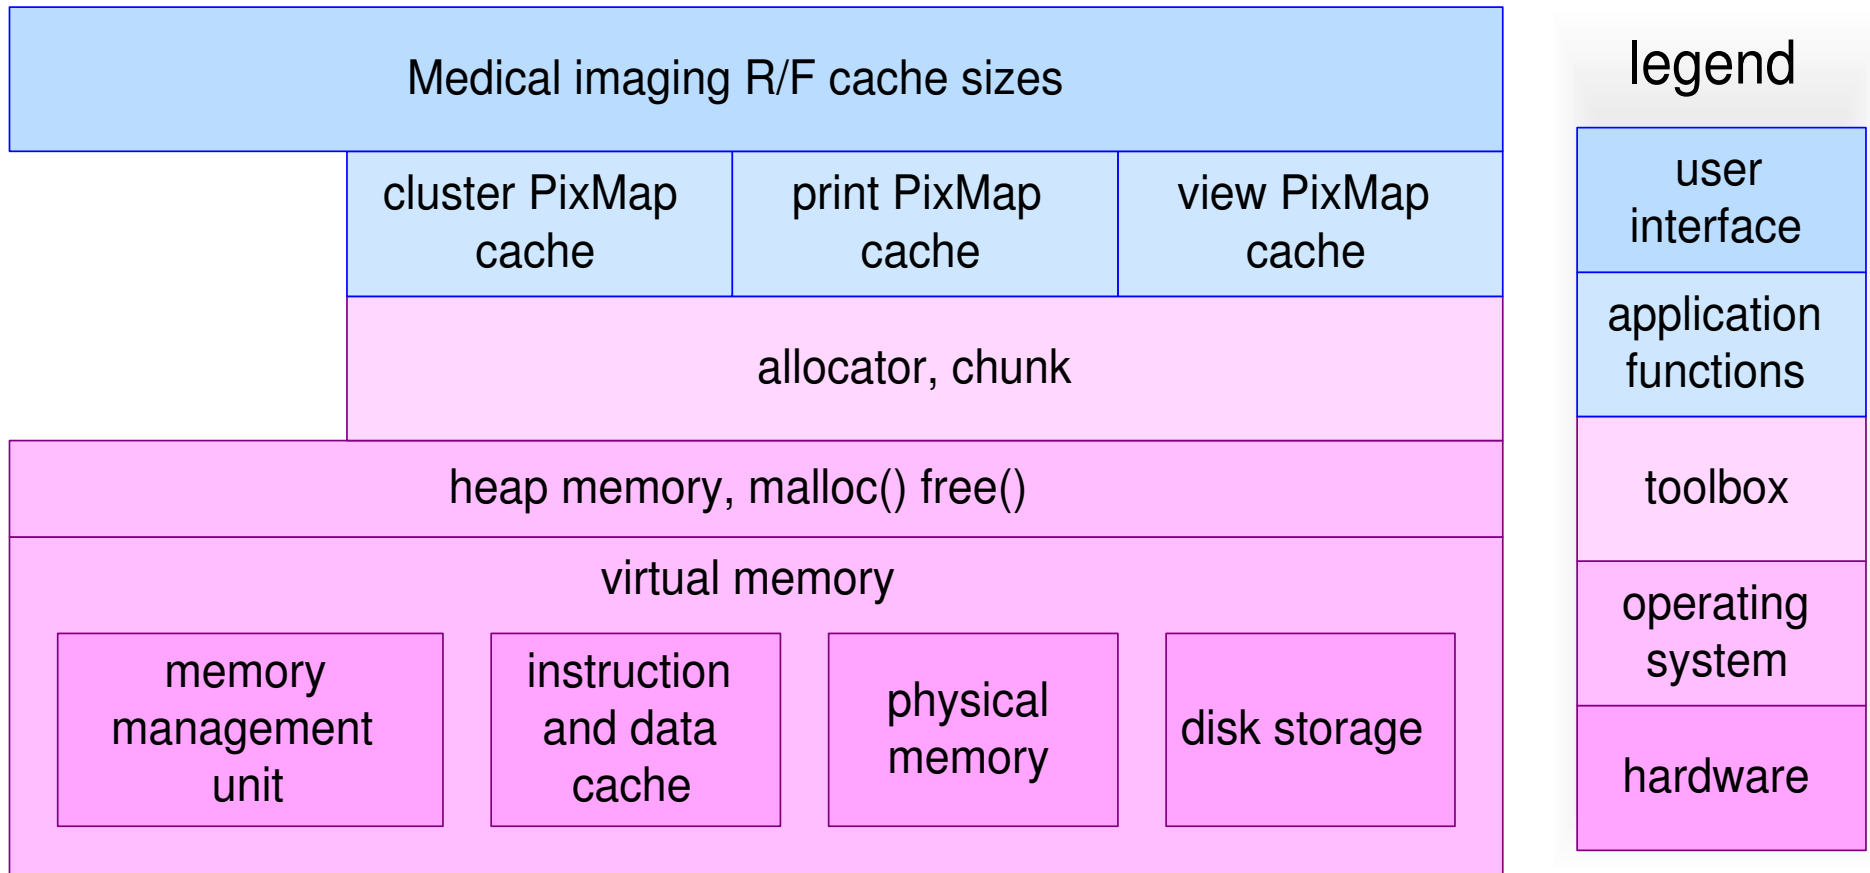 Medical imaging R/F cache sizes
cluster PixMap
cache
print PixMap
cache
view PixMap
cache
allocator, chunk
heap memory, malloc() free()
virtual memory
memory
management
unit
instruction
and data
cache
physical
memory
disk storage
legend
user
interface
application
functions
toolbox
operating
system
hardware